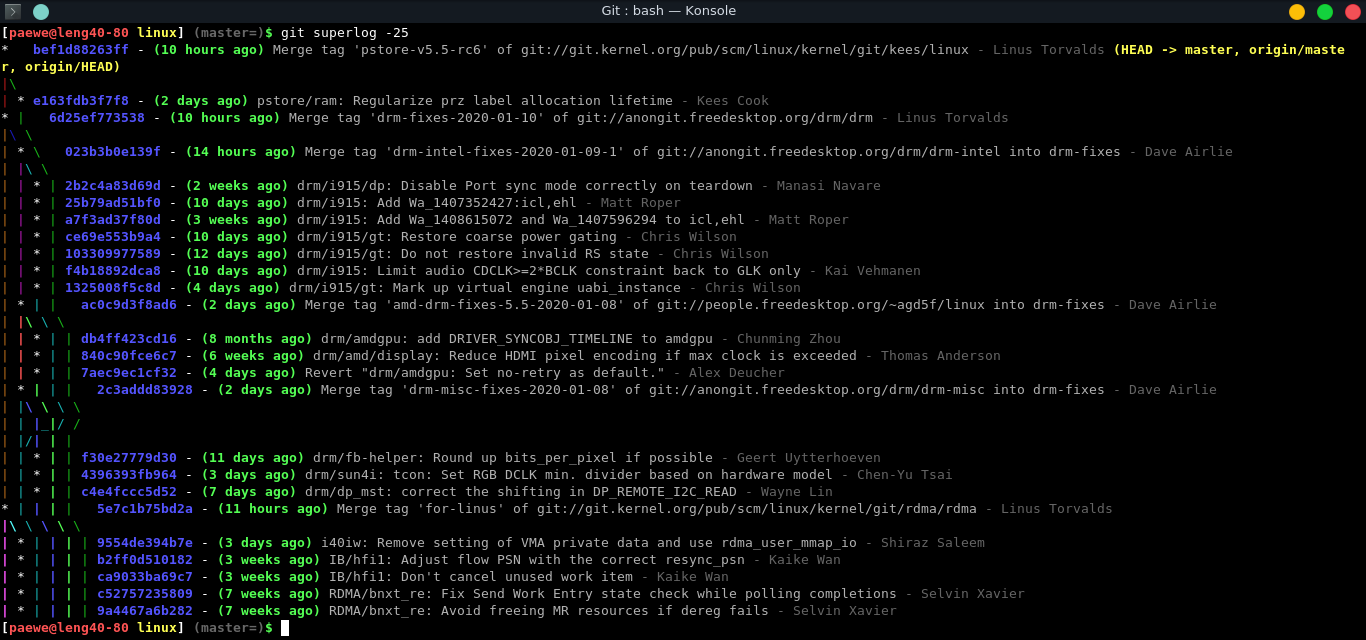 Git : bash — Konsole
[paewe@leng40-80 linux] (master=)$ git superlog -25
*   bef1d88263ff - (10 hours ago) Merge tag 'pstore-v5.5-rc6' of git://git.kernel.org/pub/scm/linux/kernel/git/kees/linux - Linus Torvalds (HEAD -> master, origin/maste
r, origin/HEAD)
|\
| * e163fdb3f7f8 - (2 days ago) pstore/ram: Regularize prz label allocation lifetime - Kees Cook
* |   6d25ef773538 - (10 hours ago) Merge tag 'drm-fixes-2020-01-10' of git://anongit.freedesktop.org/drm/drm - Linus Torvalds
|\ \
| * \   023b3b0e139f - (14 hours ago) Merge tag 'drm-intel-fixes-2020-01-09-1' of git://anongit.freedesktop.org/drm/drm-intel into drm-fixes - Dave Airlie
| |\ \
| | * | 2b2c4a83d69d - (2 weeks ago) drm/i915/dp: Disable Port sync mode correctly on teardown - Manasi Navare
| | * | 25b79ad51bf0 - (10 days ago) drm/i915: Add Wa_1407352427:icl,ehl - Matt Roper
| | * | a7f3ad37f80d - (3 weeks ago) drm/i915: Add Wa_1408615072 and Wa_1407596294 to icl,ehl - Matt Roper
| | * | ce69e553b9a4 - (10 days ago) drm/i915/gt: Restore coarse power gating - Chris Wilson
| | * | 103309977589 - (12 days ago) drm/i915/gt: Do not restore invalid RS state - Chris Wilson
| | * | f4b18892dca8 - (10 days ago) drm/i915: Limit audio CDCLK>=2*BCLK constraint back to GLK only - Kai Vehmanen
| | * | 1325008f5c8d - (4 days ago) drm/i915/gt: Mark up virtual engine uabi_instance - Chris Wilson
| * | |   ac0c9d3f8ad6 - (2 days ago) Merge tag 'amd-drm-fixes-5.5-2020-01-08' of git://people.freedesktop.org/~agd5f/linux into drm-fixes - Dave Airlie
| |\ \ \
| | * | | db4ff423cd16 - (8 months ago) drm/amdgpu: add DRIVER_SYNCOBJ_TIMELINE to amdgpu - Chunming Zhou
| | * | | 840c90fce6c7 - (6 weeks ago) drm/amd/display: Reduce HDMI pixel encoding if max clock is exceeded - Thomas Anderson
| | * | | 7aec9ec1cf32 - (4 days ago) Revert "drm/amdgpu: Set no-retry as default." - Alex Deucher
| * | | |   2c3addd83928 - (2 days ago) Merge tag 'drm-misc-fixes-2020-01-08' of git://anongit.freedesktop.org/drm/drm-misc into drm-fixes - Dave Airlie
| |\ \ \ \
| | |_|/ /
| |/| | |
| | * | | f30e27779d30 - (11 days ago) drm/fb-helper: Round up bits_per_pixel if possible - Geert Uytterhoeven
| | * | | 4396393fb964 - (3 days ago) drm/sun4i: tcon: Set RGB DCLK min. divider based on hardware model - Chen-Yu Tsai
| | * | | c4e4fccc5d52 - (7 days ago) drm/dp_mst: correct the shifting in DP_REMOTE_I2C_READ - Wayne Lin
* | | | |   5e7c1b75bd2a - (11 hours ago) Merge tag 'for-linus' of git://git.kernel.org/pub/scm/linux/kernel/git/rdma/rdma - Linus Torvalds
|\ \ \ \ \
| * | | | | 9554de394b7e - (3 days ago) i40iw: Remove setting of VMA private data and use rdma_user_mmap_io - Shiraz Saleem
| * | | | | b2ff0d510182 - (3 weeks ago) IB/hfi1: Adjust flow PSN with the correct resync_psn - Kaike Wan
| * | | | | ca9033ba69c7 - (3 weeks ago) IB/hfi1: Don't cancel unused work item - Kaike Wan
| * | | | | c52757235809 - (7 weeks ago) RDMA/bnxt_re: Fix Send Work Entry state check while polling completions - Selvin Xavier
| * | | | | 9a4467a6b282 - (7 weeks ago) RDMA/bnxt_re: Avoid freeing MR resources if dereg fails - Selvin Xavier
[paewe@leng40-80 linux] (master=)$